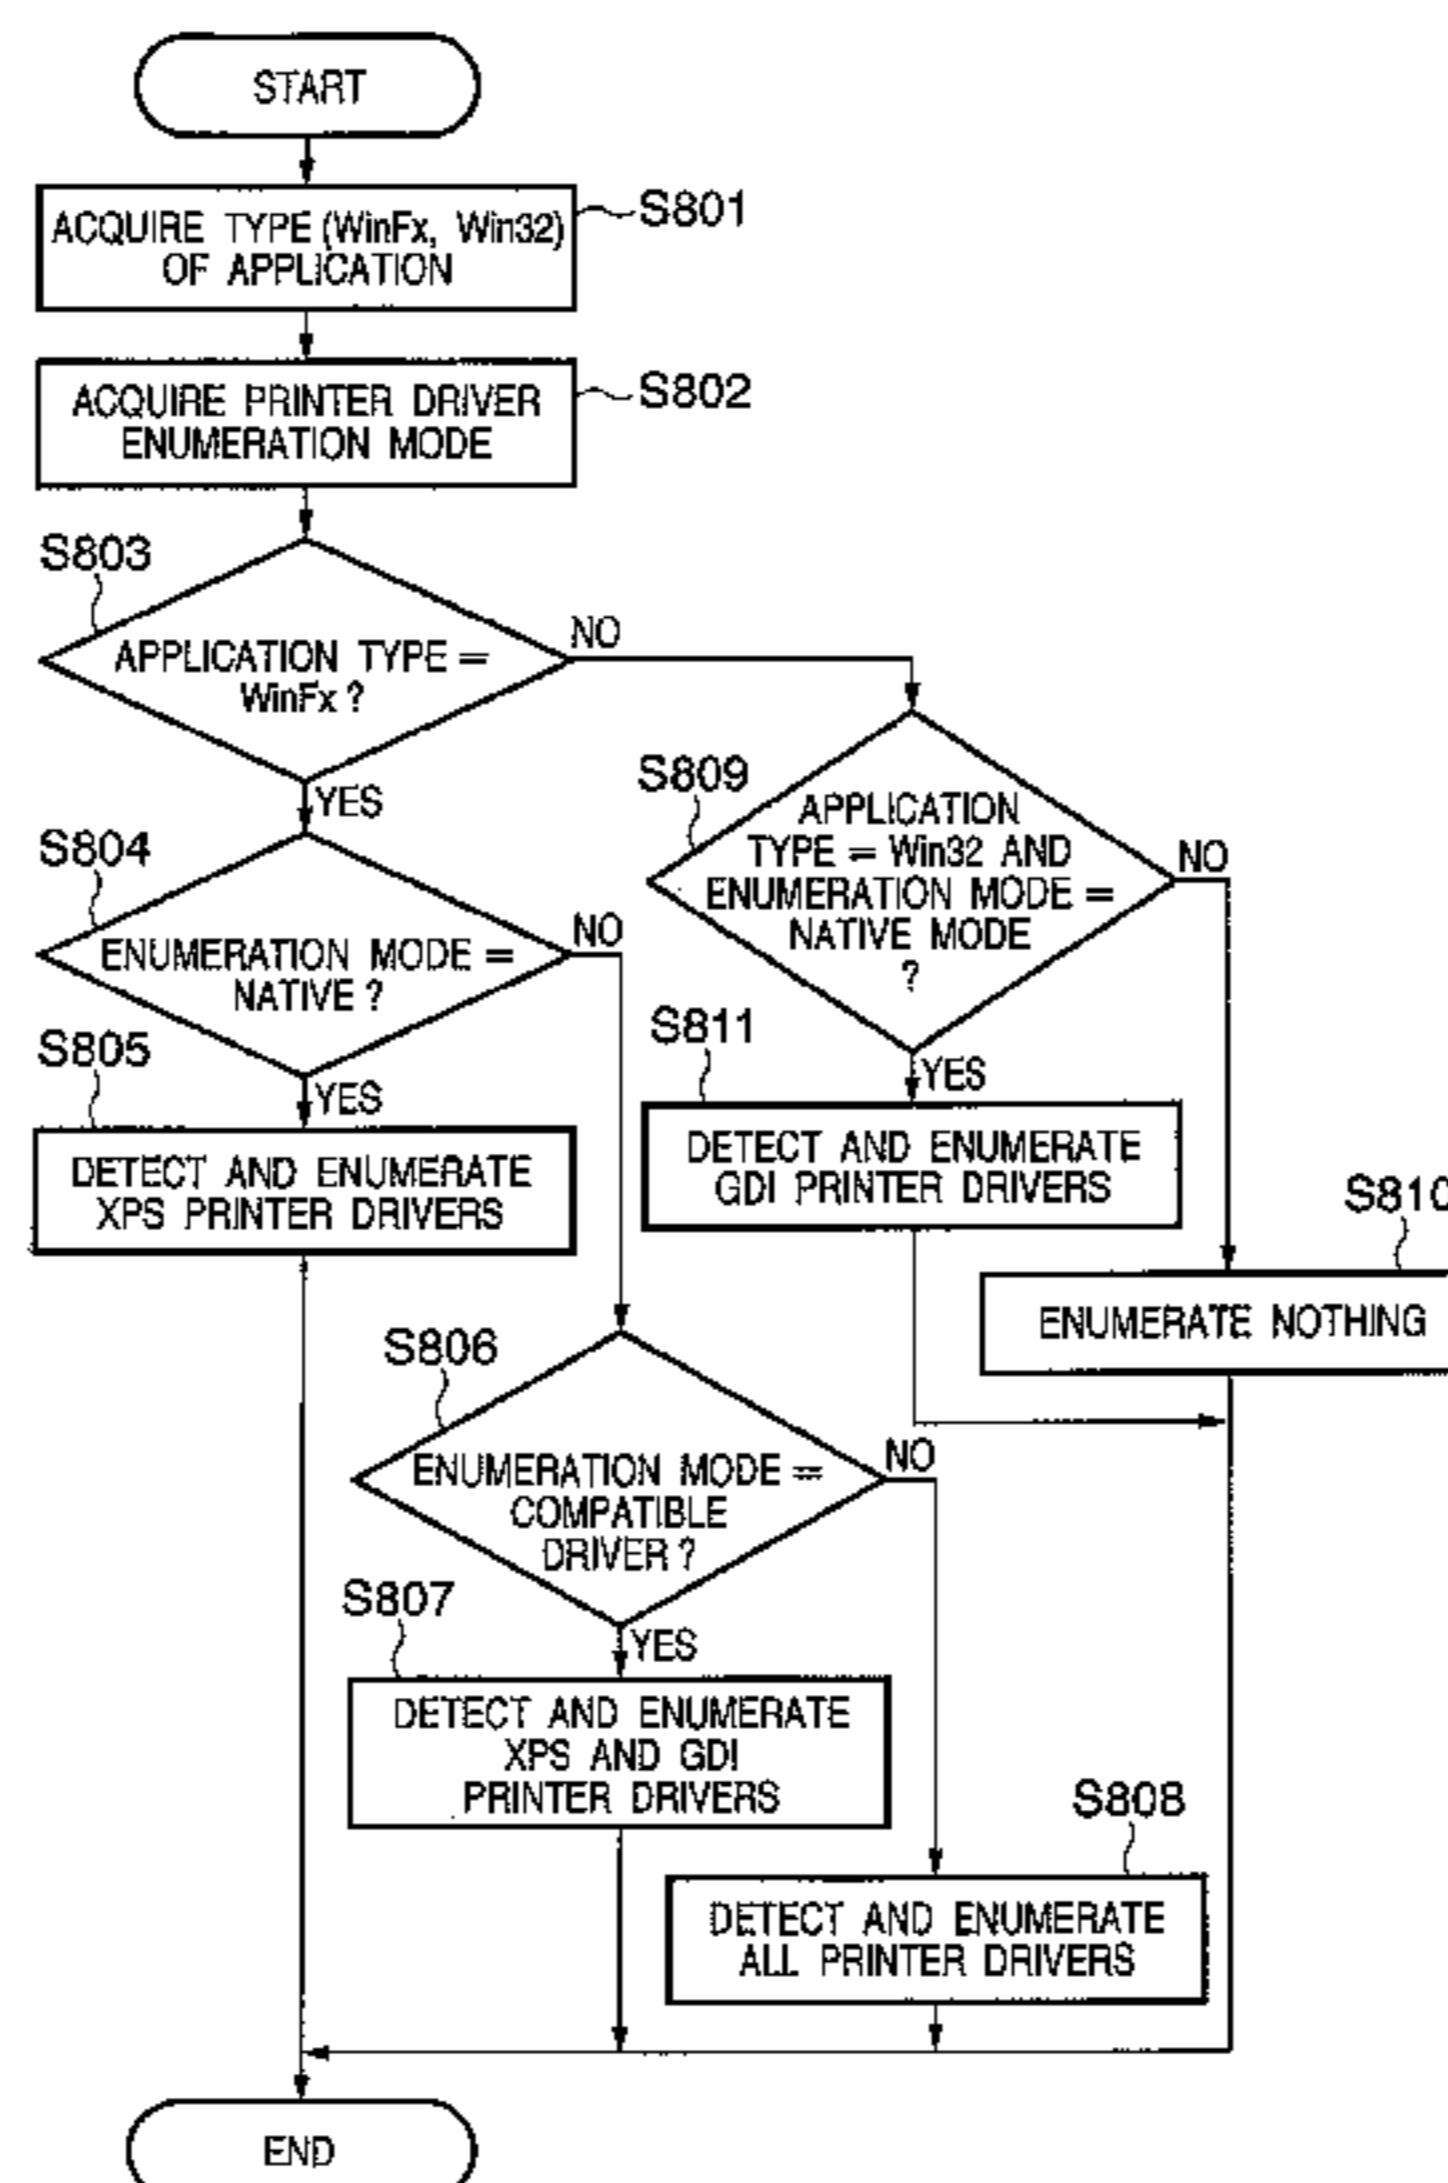 START
ACQUIRE TYPE (WinFx, Win32)
OF APPLICATION
S801
ACQUIRE PRINTER DRIVER
ENUMERATION MODE
S802
S803
APPLICATION TYPE =
WinFx ?
NO
YES
S804
ENUMERATION MODE =
NATIVE ?
NO
YES
S809
APPLICATION
TYPE = Win32 AND
ENUMERATION MODE =
NATIVE MODE
?
NO
YES
S805
DETECT AND ENUMERATE
XPS PRINTER DRIVERS
S811
DETECT AND ENUMERATE
GDI PRINTER DRIVERS
S810
ENUMERATE NOTHING
S806
ENUMERATION MODE =
COMPATIBLE
DRIVER ?
NO
YES
S807
DETECT AND ENUMERATE
XPS AND GDI
PRINTER DRIVERS
S808
DETECT AND ENUMERATE
ALL PRINTER DRIVERS
END